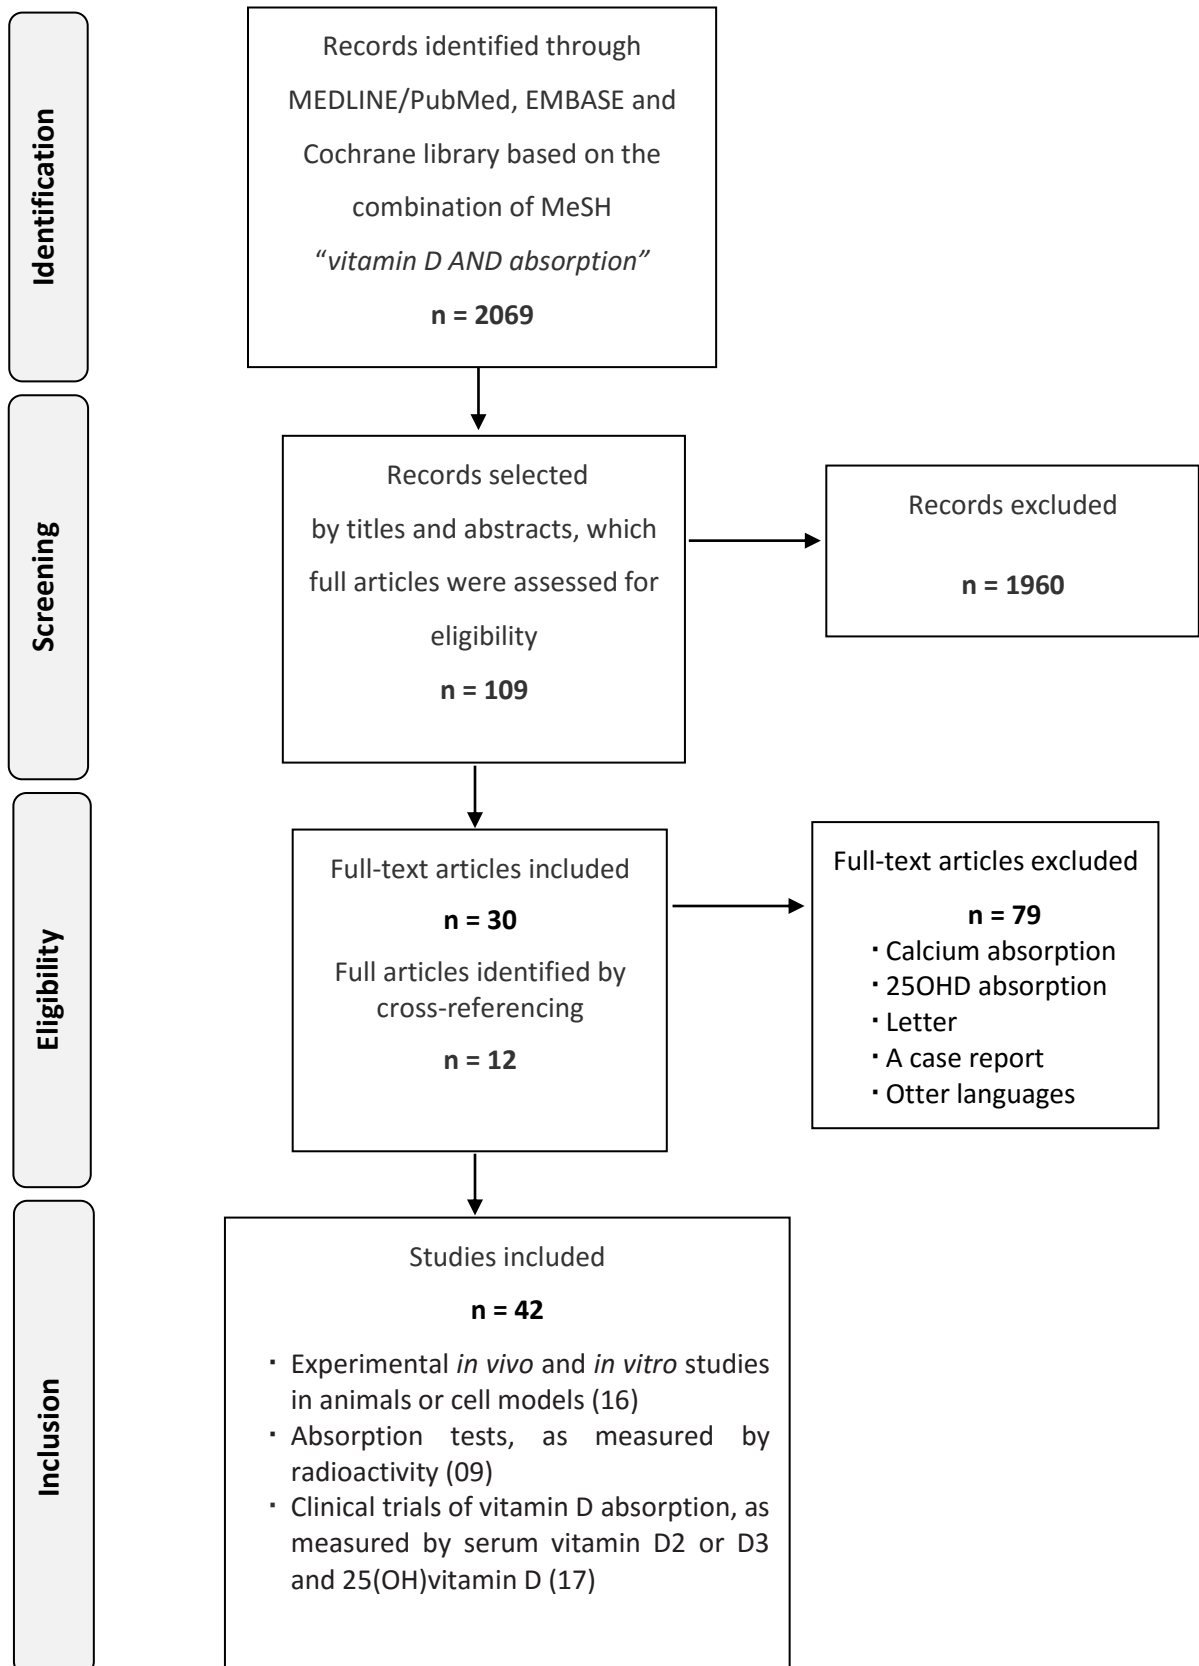 Identification
Records identified through
MEDLINE/PubMed, EMBASE and
Cochrane library based on the
combination of MeSH
“vitamin D AND absorption”
n = 2069
Screening
Records selected
by titles and abstracts, which
full articles were assessed for
eligibility
n = 109
Records excluded
n = 1960
Eligibility
Full-text articles included
n = 30
Full articles identified by
cross-referencing
n = 12
Full-text articles excluded
n = 79
· Calcium absorption
· 25OHD absorption
· Letter
· A case report
· Otter languages
Inclusion
Studies included
n = 42
· Experimental in vivo and in vitro studies
in animals or cell models (16)
· Absorption tests, as measured by
radioactivity (09)
· Clinical trials of vitamin D absorption, as
measured by serum vitamin D2 or D3
and 25(OH)vitamin D (17)